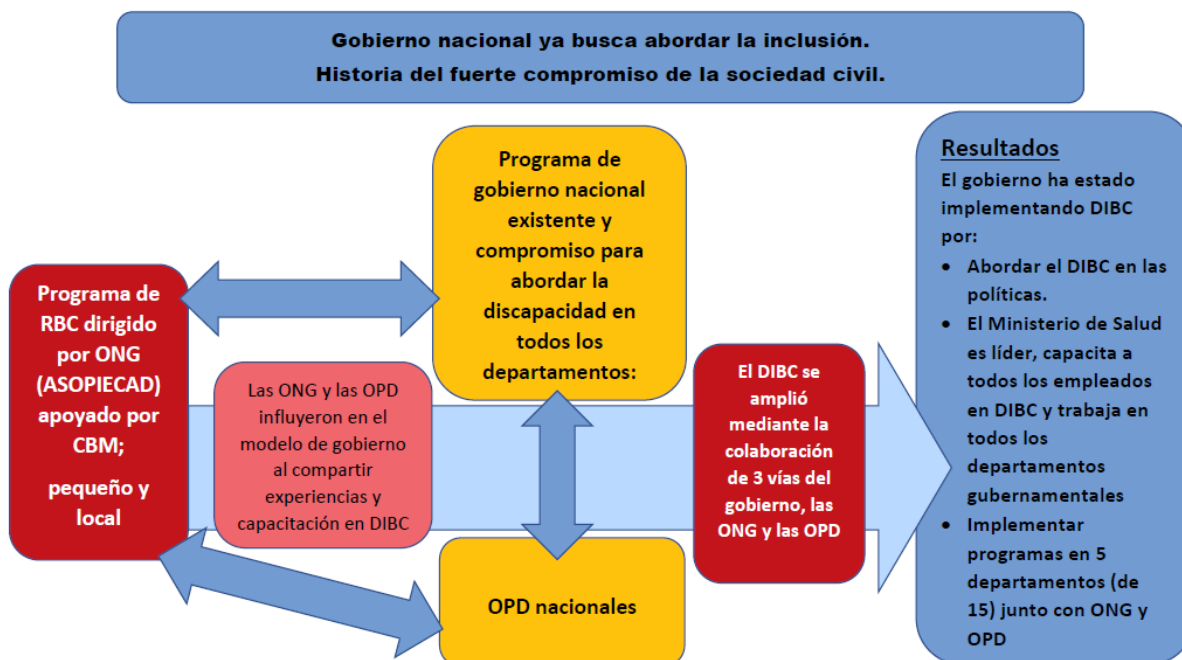 Gobierno nacional ya busca abordar la inclusión.
Historia del fuerte compromiso de la sociedad civil.
Programa de
RBC dirigido
por ONG
(ASOPIECAD)
apoyado por
CBM;
pequeño y
local
Las ONG y las OPD
influyeron en el
modelo de gobierno
al compartir
experiencias y
capacitación en DIBC
Programa de
gobierno nacional
existente y
compromiso para
abordar la
discapacidad en
todos los
departamentos:
OPD nacionales
El DIBC se
amplió
mediante la
colaboración
de 3 vías del
gobierno, las
ONG y las OPD
Resultados
El gobierno ha estado
implementando DIBC
por:
• Abordar el DIBC en las
políticas.
• El Ministerio de Salud
es líder, capacita a
todos los empleados
en DIBC y trabaja en
todos los
departamentos
gubernamentales
• Implementar
programas en 5
departamentos (de
15) junto con ONG y
OPD